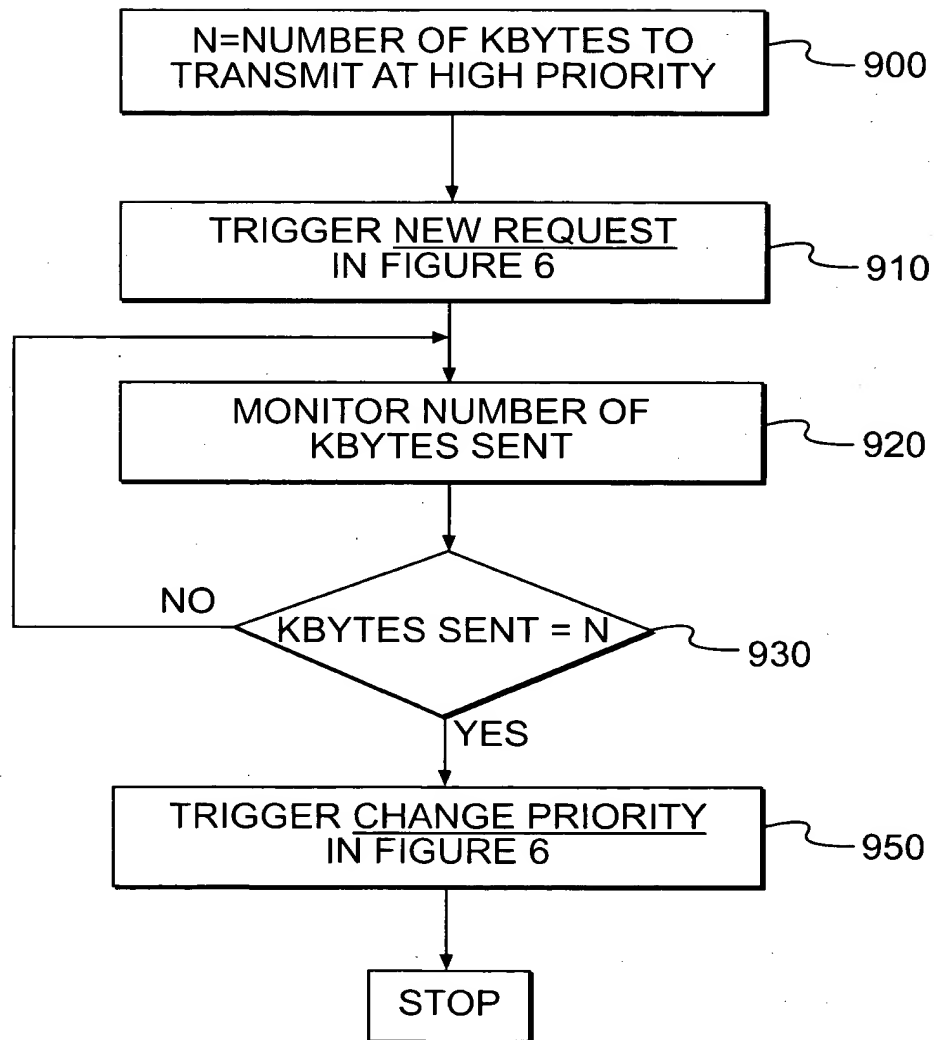 N=NUMBER OF KBYTES TO
TRANSMIT AT HIGH PRIORITY
900
TRIGGER NEW REQUEST
IN FIGURE 6
910
MONITOR NUMBER OF
KBYTES SENT
920
NO
KBYTES SENT = N
930
YES
TRIGGER CHANGE PRIORITY
IN FIGURE 6
950
STOP